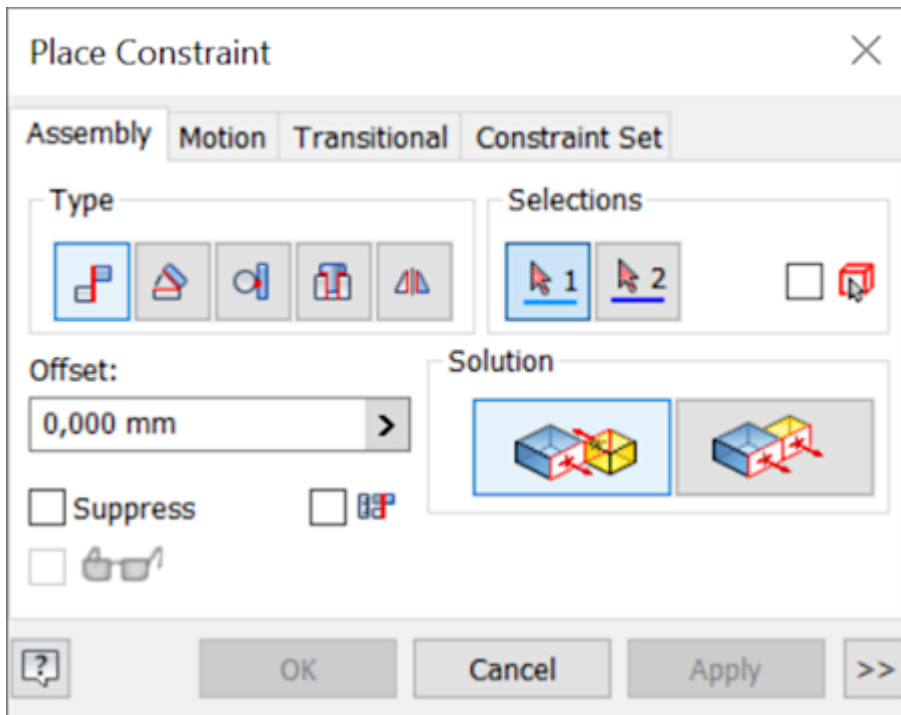 Place Constraint
Assembly Motion Transitional Constraint Set
Type
Selections
1 2
Offset:
Solution
0,000 mm >
Suppress
? OK Cancel Apply >>